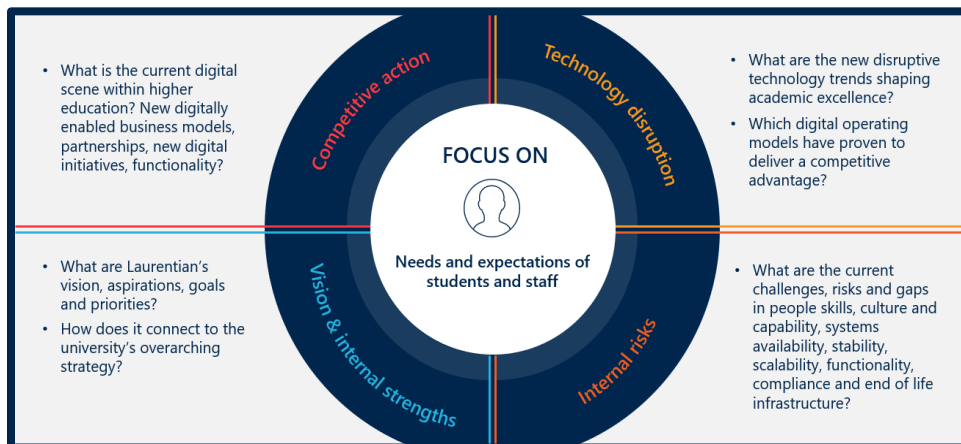 Competitive action
Technology disruption
• What is the current digital
scene within higher
education? New digitally
enabled business models,
partnerships, new digital
initiatives, functionality?
• What are the new disruptive
technology trends shaping
academic excellence?
• Which digital operating
models have proven to
deliver a competitive
advantage?
FOCUS ON
Needs and expectations of
students and staff
• What are Laurentian’s
vision, aspirations, goals
and priorities?
• How does it connect to the
university’s overarching
strategy?
Vision & internal strengths
Internal risks
• What are the current
challenges, risks and gaps
in people skills, culture and
capability, systems
availability, stability,
scalability, functionality,
compliance and end of life
infrastructure?